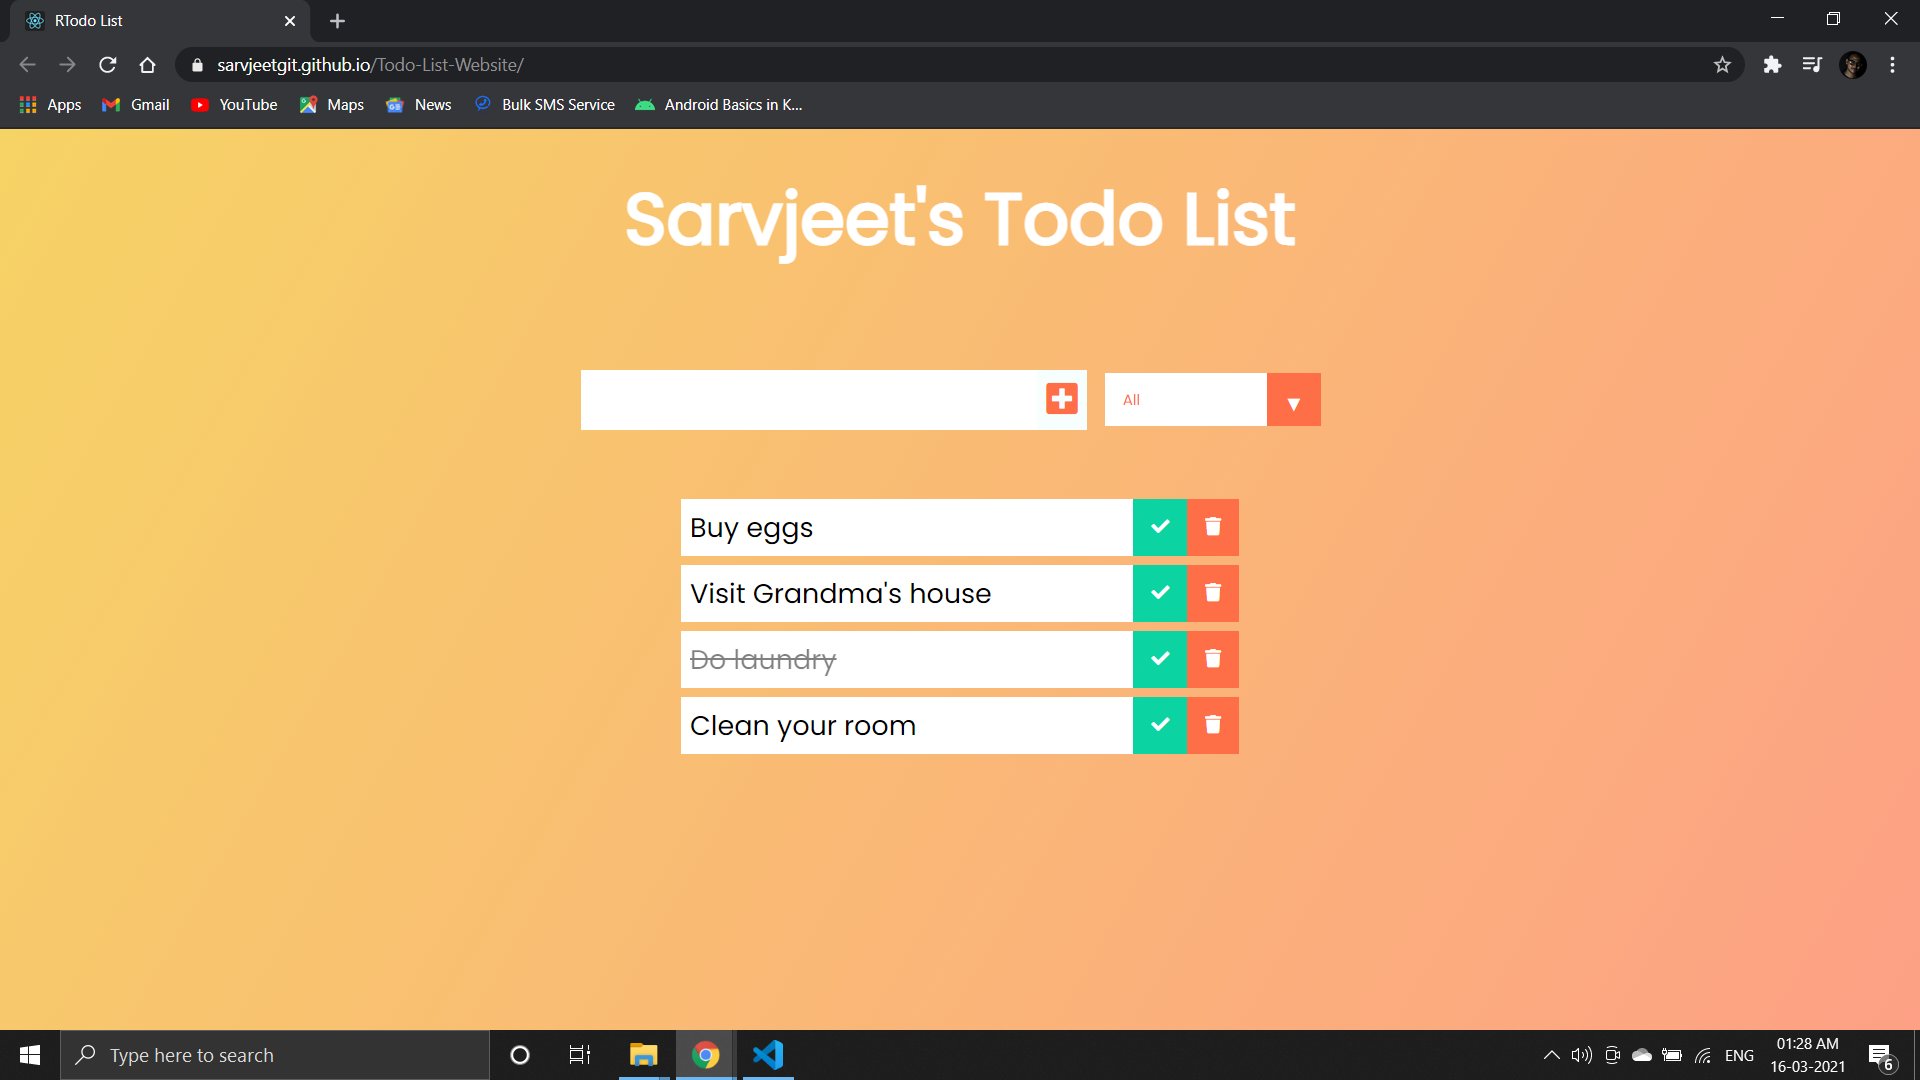 RTodo List
sarvjeetgit.github.io/Todo-List-Website/
Apps Gmail YouTube Maps News Bulk SMS Service Android Basics in K...
Sarvjeet's Todo List
All
Buy eggs
Visit Grandma's house
Do laundry
Clean your room
Type here to search
ENG
01:28 AM
16-03-2021
6